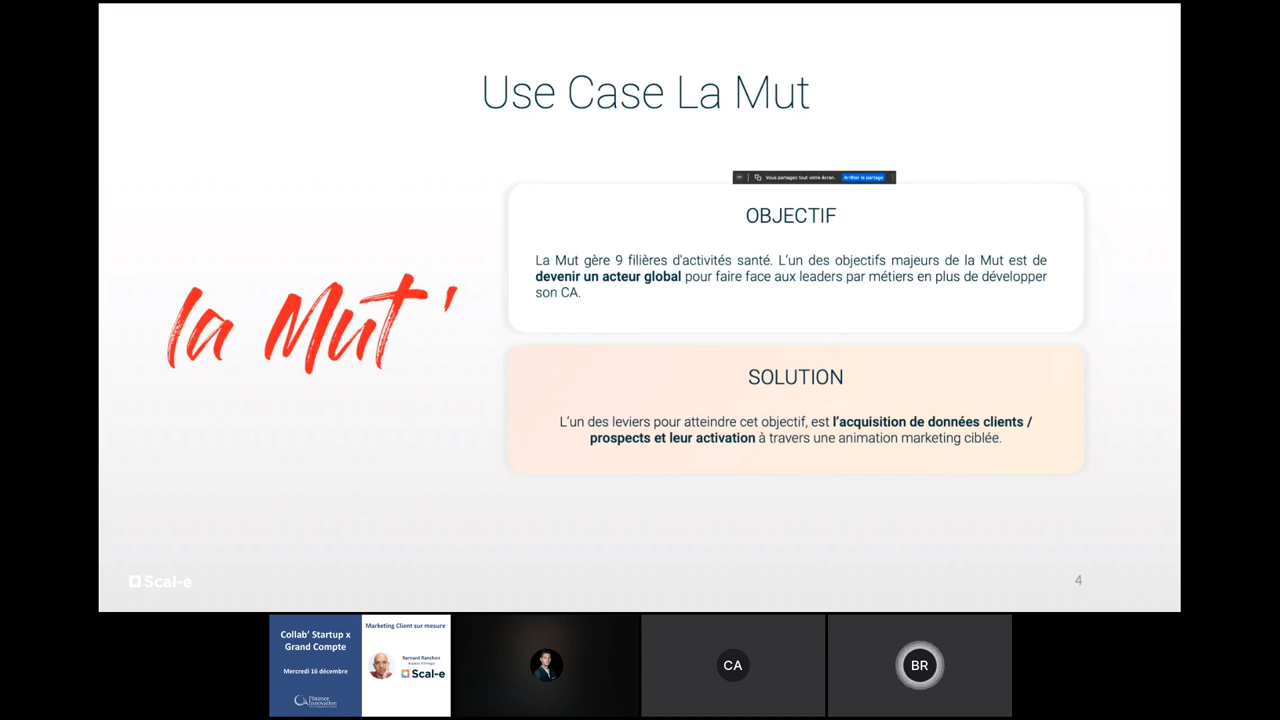 Use Case La Mut
Vous partagez tout votre écran. Arrêter le partage
OBJECTIF
La Mut gère 9 filières d'activités santé. L'un des objectifs majeurs de la Mut est de
devenir un acteur global pour faire face aux leaders par métiers en plus de développer
son CA.
la Mut'
SOLUTION
L'un des leviers pour atteindre cet objectif, est l'acquisition de données clients /
prospects et leur activation à travers une animation marketing ciblée.
Scal-e
4
Collab' Startup x
Grand Compte
Mercredi 16 décembre
Finance
Innovation
Marketing Client sur mesure
Bernard Ranchon
Scal-e
CA
BR